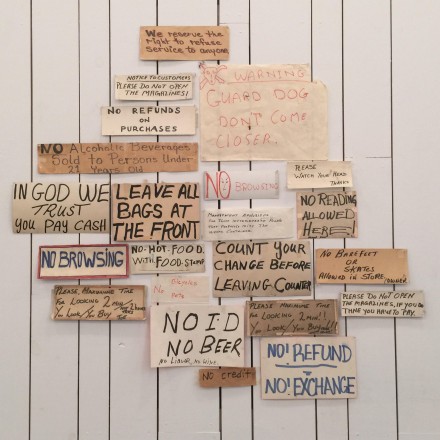 We reserve the
right to refuse
service to anyone
NOTICE TO CUSTOMERS
PLEASE DO NOT OPEN
THE MAGAZINES!
NO REFUNDS
ON
PURCHASES
WARNING
GUARD DOG
DONT COME
CLOSER.
NO Alcoholic Beverages
Sold to Persons Under
21 Years Old
PLEASE
WATCH YOUR HEAD
NO BROWSING
IN GOD WE
TRUST
YOU PAY CASH
LEAVE ALL
BAGS AT
THE FRONT
NO READING
ALLOWED
HERE
NO BROWSING
NO HOT FOOD
WITH FOOD STAMP
COUNT YOUR
CHANGE BEFORE
LEAVING COUNTER
NO BAREFEET
OR
SKATES
ALLOWED IN STORE
PLEASE, MAXIMUM TIME
FOR LOOKING 2 MIN
YOU LOOK/YOU BUY
NO
PLEASE DO NOT OPEN
THE MAGAZINES, IF YOU DO
YOU HAVE TO PAY.
NO I D
NO BEER
NO LIQUOR, NO WINE
PLEASE MAXIMUM TIME
FOR LOOKING 2 MIN!!
YOU LOOK/YOU BUY
NO CREDIT
NO! REFUND
NO! EXCHANGE